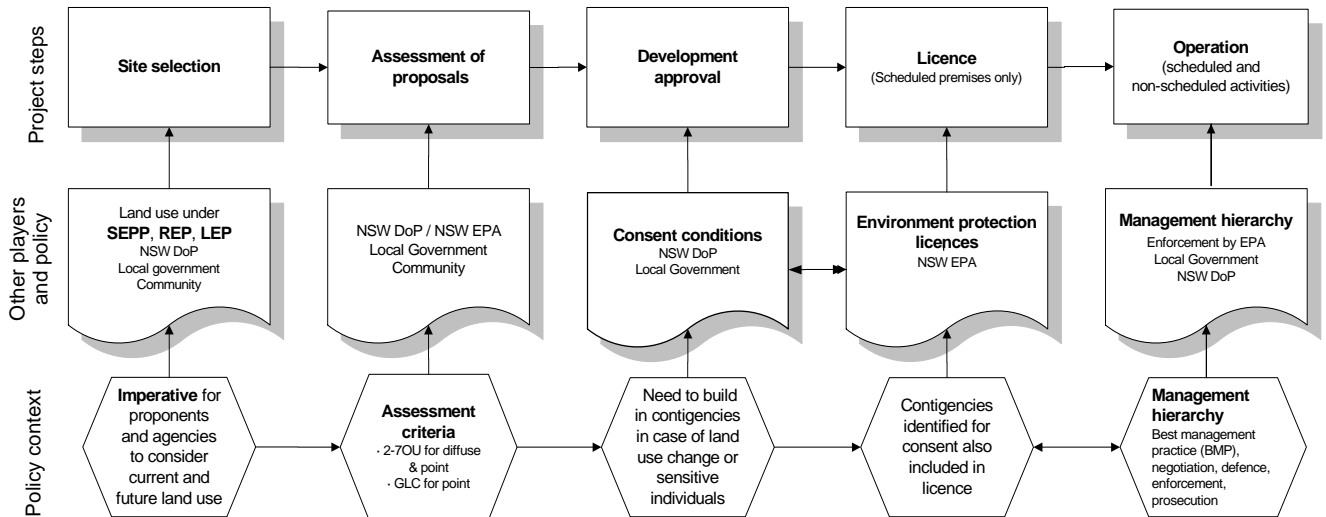 Project steps
Site selection
Assessment of
proposals
Development
approval
Licence
(Scheduled premises only)
Operation
(scheduled and
non-scheduled activities)
Other players
and policy
Land use under
SEPP, REP, LEP
NSW DoP
Local government
Community
NSW DoP / NSW EPA
Local Government
Community
Consent conditions
NSW DoP
Local Government
Environment protection
licences
NSW EPA
Management hierarchy
Enforcement by EPA
Local Government
NSW DoP
Policy context
Imperative for
proponents
and agencies
to consider
current and
future land use
Assessment
criteria
· 2-7OU for diffuse
& point
· GLC for point
Need to build
in contigencies
in case of land
use change or
sensitive
individuals
Contigencies
identified for
consent also
included in
licence
Management
hierarchy
Best management
practice (BMP),
negotiation, defence,
enforcement,
prosecution